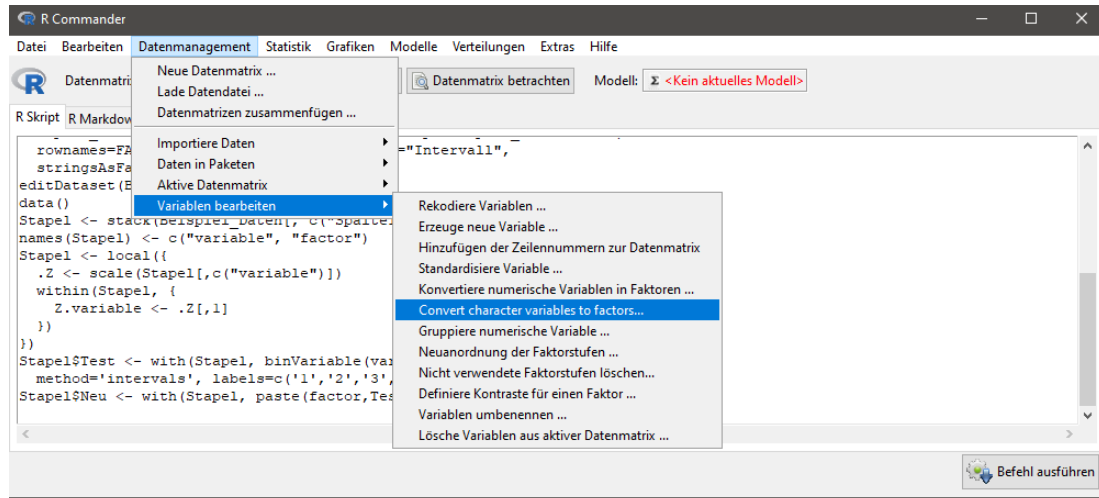 R Commander
Datei Bearbeiten Datenmanagement Statistik Grafiken Modelle Verteilungen Extras Hilfe
Datenmatri
Datenmatrix betrachten
Modell: Σ <Kein aktuelles Modell>
Neue Datenmatrix ...
Lade Datendatei ...
Datenmatrizen zusammenfügen ...
Importiere Daten
Daten in Paketen
Aktive Datenmatrix
Variablen bearbeiten
Rekodiere Variablen ...
Erzeuge neue Variable ...
Hinzufügen der Zeilennummern zur Datenmatrix
Standardisiere Variable ...
Konvertiere numerische Variablen in Faktoren ...
Convert character variables to factors...
Gruppiere numerische Variable ...
Neuanordnung der Faktorstufen ...
Nicht verwendete Faktorstufen löschen...
Definiere Kontraste für einen Faktor ...
Variablen umbenennen ...
Lösche Variablen aus aktiver Datenmatrix ...
R Skript R Markdow
rownames=FA ="Intervall",
stringsAsFa
editDataset(B
data()
Stapel <- stack(Beispiel_Daten[, c("Spalte
names(Stapel) <- c("variable", "factor")
Stapel <- local({
.Z <- scale(Stapel[,c("variable")])
within(Stapel, {
Z.variable <- .Z[,1]
})
})
Stapel$Test <- with(Stapel, binVariable(var
method='intervals', labels=c('1','2','3',
Stapel$Neu <- with(Stapel, paste(factor,Tes
Befehl ausführen